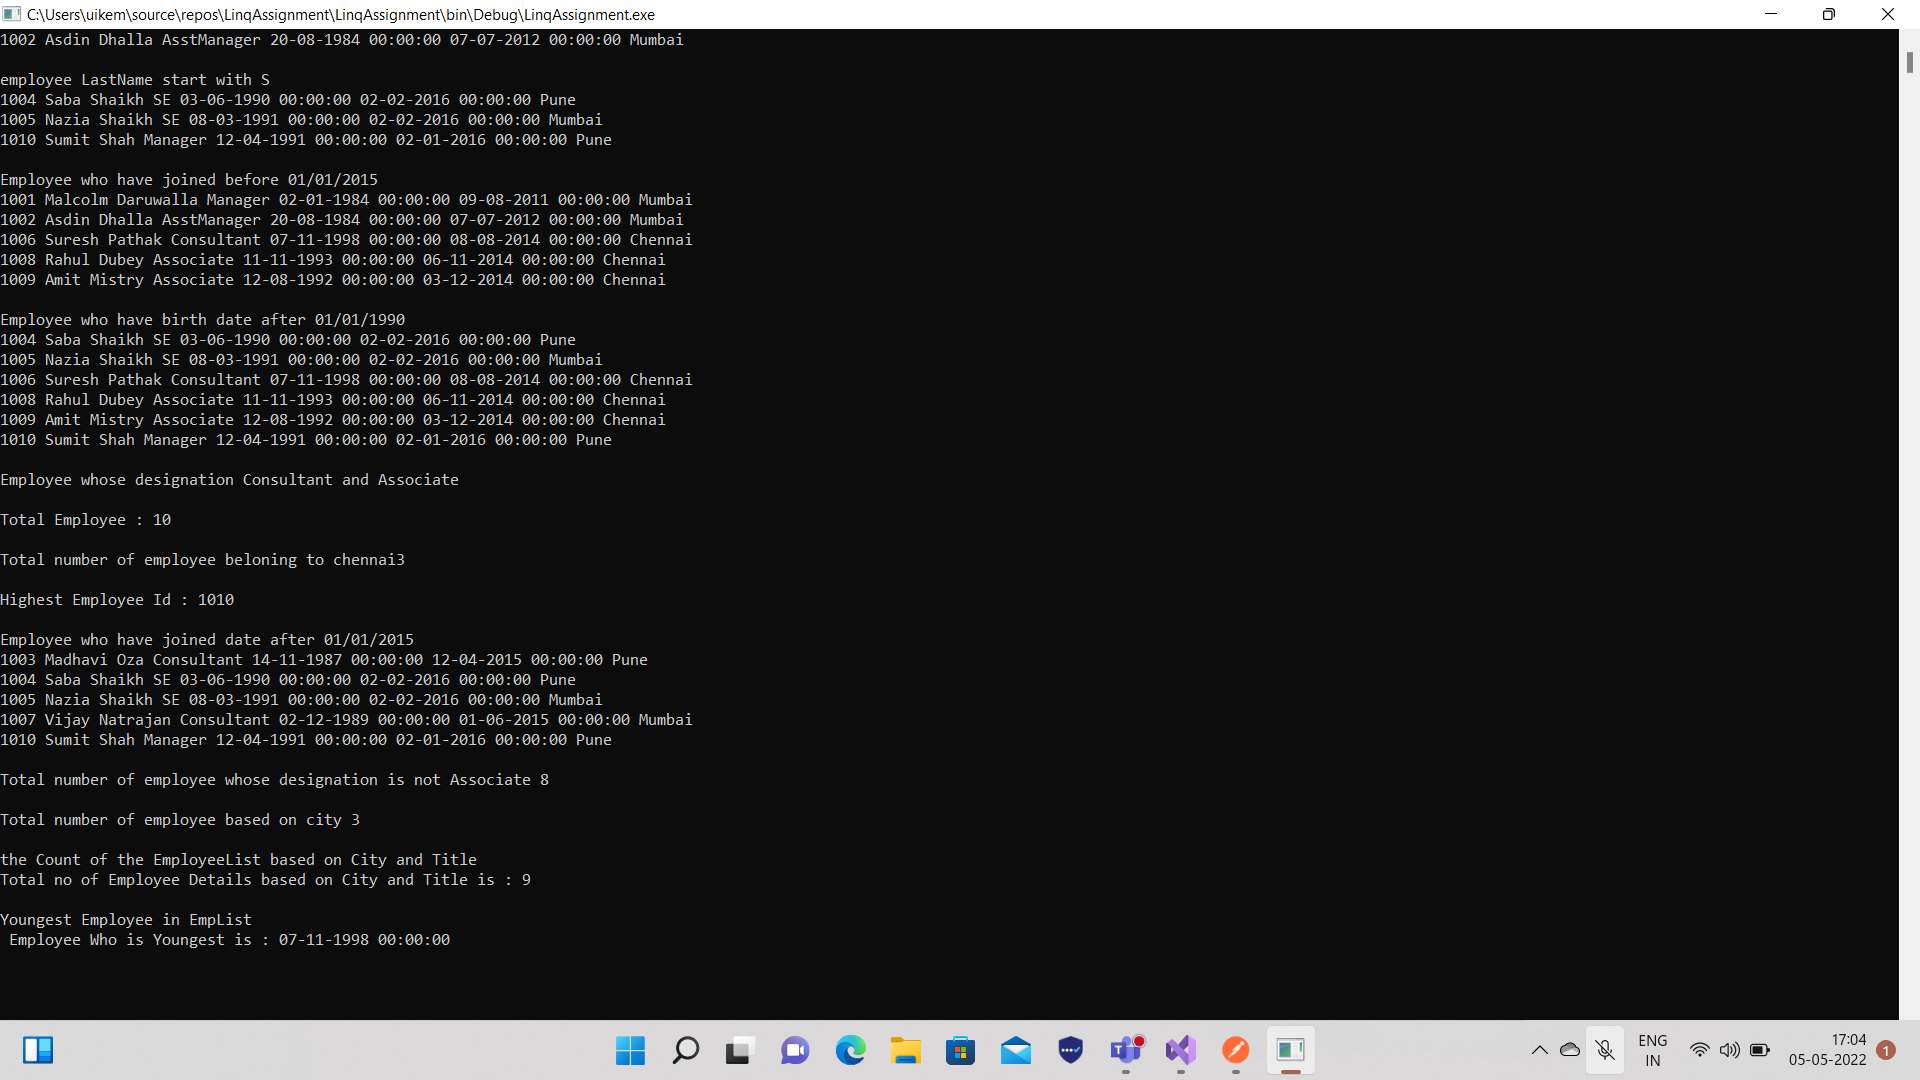 C:\Users\uikem\source\repos\LinqAssignment\LinqAssignment\bin\Debug\LinqAssignment.exe
1002 Asdin Dhalla AsstManager 20-08-1984 00:00:00 07-07-2012 00:00:00 Mumbai
employee LastName start with S
1004 Saba Shaikh SE 03-06-1990 00:00:00 02-02-2016 00:00:00 Pune
1005 Nazia Shaikh SE 08-03-1991 00:00:00 02-02-2016 00:00:00 Mumbai
1010 Sumit Shah Manager 12-04-1991 00:00:00 02-01-2016 00:00:00 Pune
Employee who have joined before 01/01/2015
1001 Malcolm Daruwalla Manager 02-01-1984 00:00:00 09-08-2011 00:00:00 Mumbai
1002 Asdin Dhalla AsstManager 20-08-1984 00:00:00 07-07-2012 00:00:00 Mumbai
1006 Suresh Pathak Consultant 07-11-1998 00:00:00 08-08-2014 00:00:00 Chennai
1008 Rahul Dubey Associate 11-11-1993 00:00:00 06-11-2014 00:00:00 Chennai
1009 Amit Mistry Associate 12-08-1992 00:00:00 03-12-2014 00:00:00 Chennai
Employee who have birth date after 01/01/1990
1004 Saba Shaikh SE 03-06-1990 00:00:00 02-02-2016 00:00:00 Pune
1005 Nazia Shaikh SE 08-03-1991 00:00:00 02-02-2016 00:00:00 Mumbai
1006 Suresh Pathak Consultant 07-11-1998 00:00:00 08-08-2014 00:00:00 Chennai
1008 Rahul Dubey Associate 11-11-1993 00:00:00 06-11-2014 00:00:00 Chennai
1009 Amit Mistry Associate 12-08-1992 00:00:00 03-12-2014 00:00:00 Chennai
1010 Sumit Shah Manager 12-04-1991 00:00:00 02-01-2016 00:00:00 Pune
Employee whose designation Consultant and Associate
Total Employee : 10
Total number of employee beloning to chennai3
Highest Employee Id : 1010
Employee who have joined date after 01/01/2015
1003 Madhavi Oza Consultant 14-11-1987 00:00:00 12-04-2015 00:00:00 Pune
1004 Saba Shaikh SE 03-06-1990 00:00:00 02-02-2016 00:00:00 Pune
1005 Nazia Shaikh SE 08-03-1991 00:00:00 02-02-2016 00:00:00 Mumbai
1007 Vijay Natrajan Consultant 02-12-1989 00:00:00 01-06-2015 00:00:00 Mumbai
1010 Sumit Shah Manager 12-04-1991 00:00:00 02-01-2016 00:00:00 Pune
Total number of employee whose designation is not Associate 8
Total number of employee based on city 3
the Count of the EmployeeList based on City and Title
Total no of Employee Details based on City and Title is : 9
Youngest Employee in EmpList
Employee Who is Youngest is : 07-11-1998 00:00:00
ENG
IN
17:04
05-05-2022
1